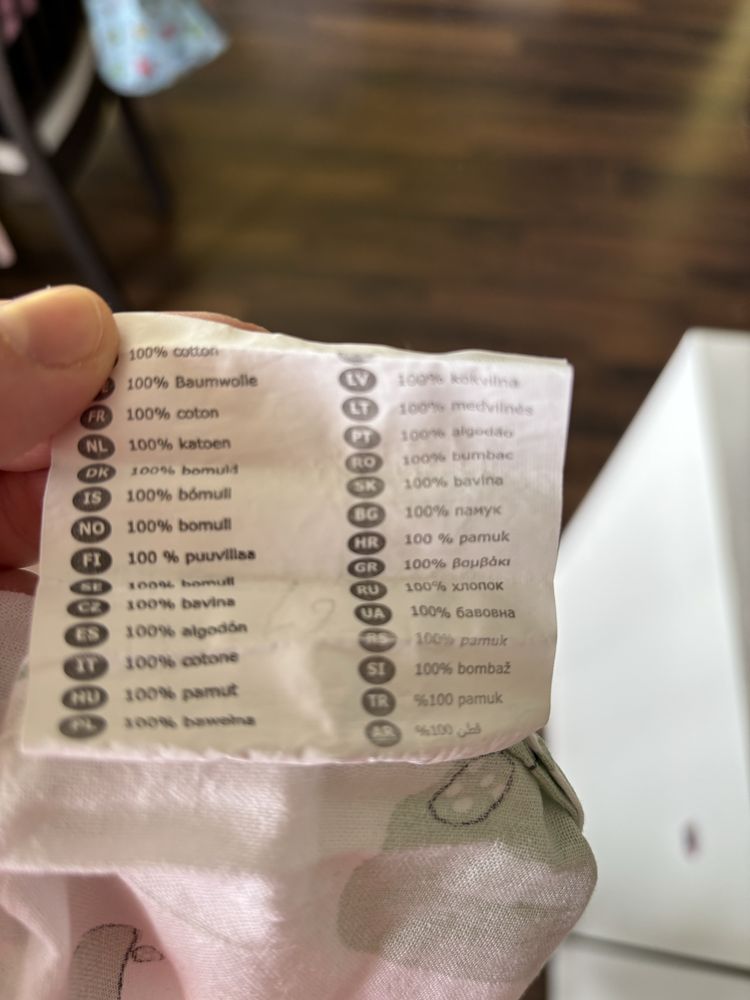 100% cotton
100% Baumwolle
FR 100% coton
NL 100% katoen
DK 100% bomuld
IS 100% bómull
NO 100% bomull
FI 100 % puuvillaa
SE 100% bomull
CZ 100% bavlna
ES 100% algodón
IT 100% cotone
HU 100% pamut
PL 100% bawełna
LV 100% kokvilna
LT 100% medvilnės
PT 100% algodão
RO 100% bumbac
SK 100% bavlna
BG 100% памук
HR 100 % pamuk
GR 100% βαμβάκι
RU 100% хлопок
UA 100% бавовна
RS 100% pamuk
SI 100% bombaž
TR %100 pamuk
AR %100 قطن